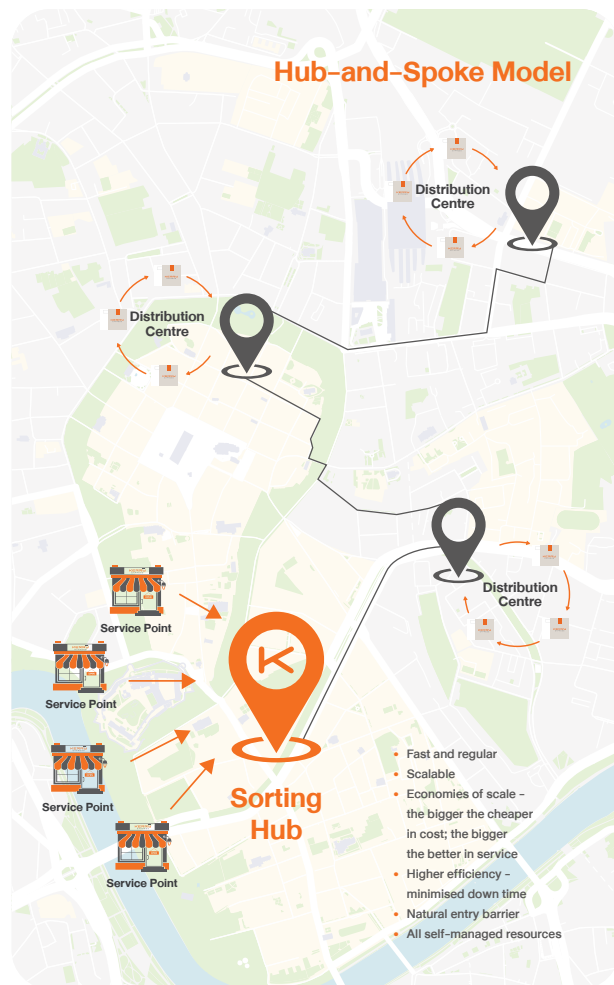 Hub-and-Spoke Model
Distribution
Centre
Distribution
Centre
Distribution
Centre
Service Point
Service Point
Service Point
Service Point
Sorting
Hub
• Fast and regular
• Scalable
• Economies of scale –
the bigger the cheaper
in cost; the bigger
the better in service
• Higher efficiency –
minimised down time
• Natural entry barrier
• All self-managed resources